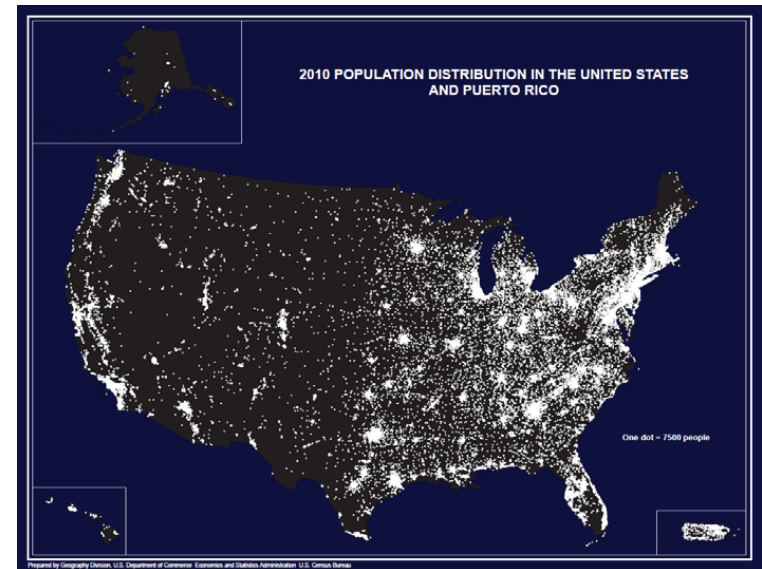 2010 POPULATION DISTRIBUTION IN THE UNITED STATES
AND PUERTO RICO
One dot = 7500 people
Prepared by Geography Division, U.S. Department of Commerce Economics and Statistics Administration U.S. Census Bureau